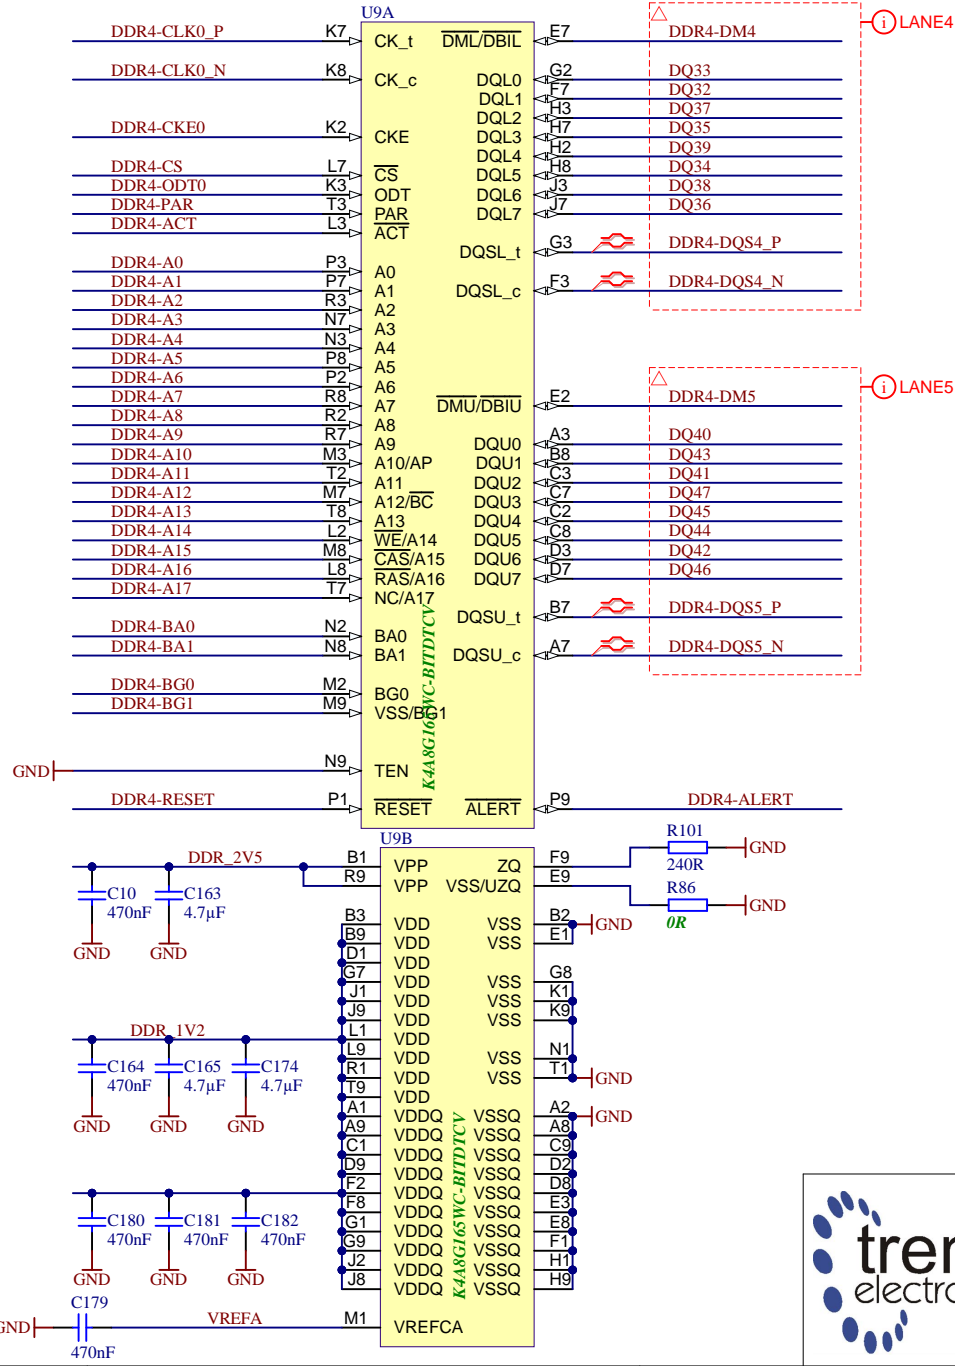 U9A
DDR4-CLK0_P K7 CK_t DML/DBIL E7 DDR4-DM4 LANE4
DDR4-CLK0_N K8 CK_c DQL0 G2 DQ33
DQL1 F7 DQ32
DQL2 H3 DQ37
DDR4-CKE0 K2 CKE DQL3 H7 DQ35
DQL4 H2 DQ39
DDR4-CS L7 CS DQL5 H8 DQ34
DDR4-ODT0 K3 ODT DQL6 J3 DQ38
DDR4-PAR T3 PAR DQL7 J7 DQ36
DDR4-ACT L3 ACT
DQSL_t G3 DDR4-DQS4_P
DDR4-A0 P3 A0
DDR4-A1 P7 A1 DQSL_c F3 DDR4-DQS4_N
DDR4-A2 R3 A2
DDR4-A3 N7 A3
DDR4-A4 N3 A4
DDR4-A5 P8 A5
DDR4-A6 P2 A6
DDR4-A7 R8 A7 DMU/DBIU E2 DDR4-DM5 LANE5
DDR4-A8 R2 A8
DDR4-A9 R7 A9 DQU0 A3 DQ40
DDR4-A10 M3 A10/AP DQU1 B8 DQ43
DDR4-A11 T2 A11 DQU2 C3 DQ41
DDR4-A12 M7 A12/BC DQU3 C7 DQ47
DDR4-A13 T8 A13 DQU4 C2 DQ45
DDR4-A14 L2 WE/A14 DQU5 C8 DQ44
DDR4-A15 M8 CAS/A15 DQU6 D3 DQ42
DDR4-A16 L8 RAS/A16 DQU7 D7 DQ46
DDR4-A17 T7 NC/A17
DQSU_t B7 DDR4-DQS5_P
DDR4-BA0 N2 BA0
DDR4-BA1 N8 BA1 DQSU_c A7 DDR4-DQS5_N
DDR4-BG0 M2 BG0
DDR4-BG1 M9 VSS/BG1
K4A8G165WC-BITDTCV
GND N9 TEN
DDR4-RESET P1 RESET ALERT P9 DDR4-ALERT
U9B
DDR_2V5 B1 VPP ZQ F9 R101 240R GND
R9 VPP VSS/UZQ E9 R86 0R GND
C10 470nF GND
C163 4.7µF GND
B3 VDD VSS B2 GND
B9 VDD VSS E1
D1 VDD
G7 VDD VSS G8
J1 VDD VSS K1
J9 VDD VSS K9
DDR_1V2 L1 VDD
L9 VDD VSS N1
R1 VDD VSS T1 GND
T9 VDD
C164 470nF GND
C165 4.7µF GND
C174 4.7µF GND
A1 VDDQ VSSQ A2 GND
A9 VDDQ VSSQ A8
C1 VDDQ VSSQ C9
D9 VDDQ VSSQ D2
F2 VDDQ VSSQ D8
F8 VDDQ VSSQ E3
G1 VDDQ VSSQ E8
G9 VDDQ VSSQ F1
J2 VDDQ VSSQ H1
J8 VDDQ VSSQ H9
K4A8G165WC-BITDTCV
C180 470nF GND
C181 470nF GND
C182 470nF GND
GND C179 470nF VREFA M1 VREFCA